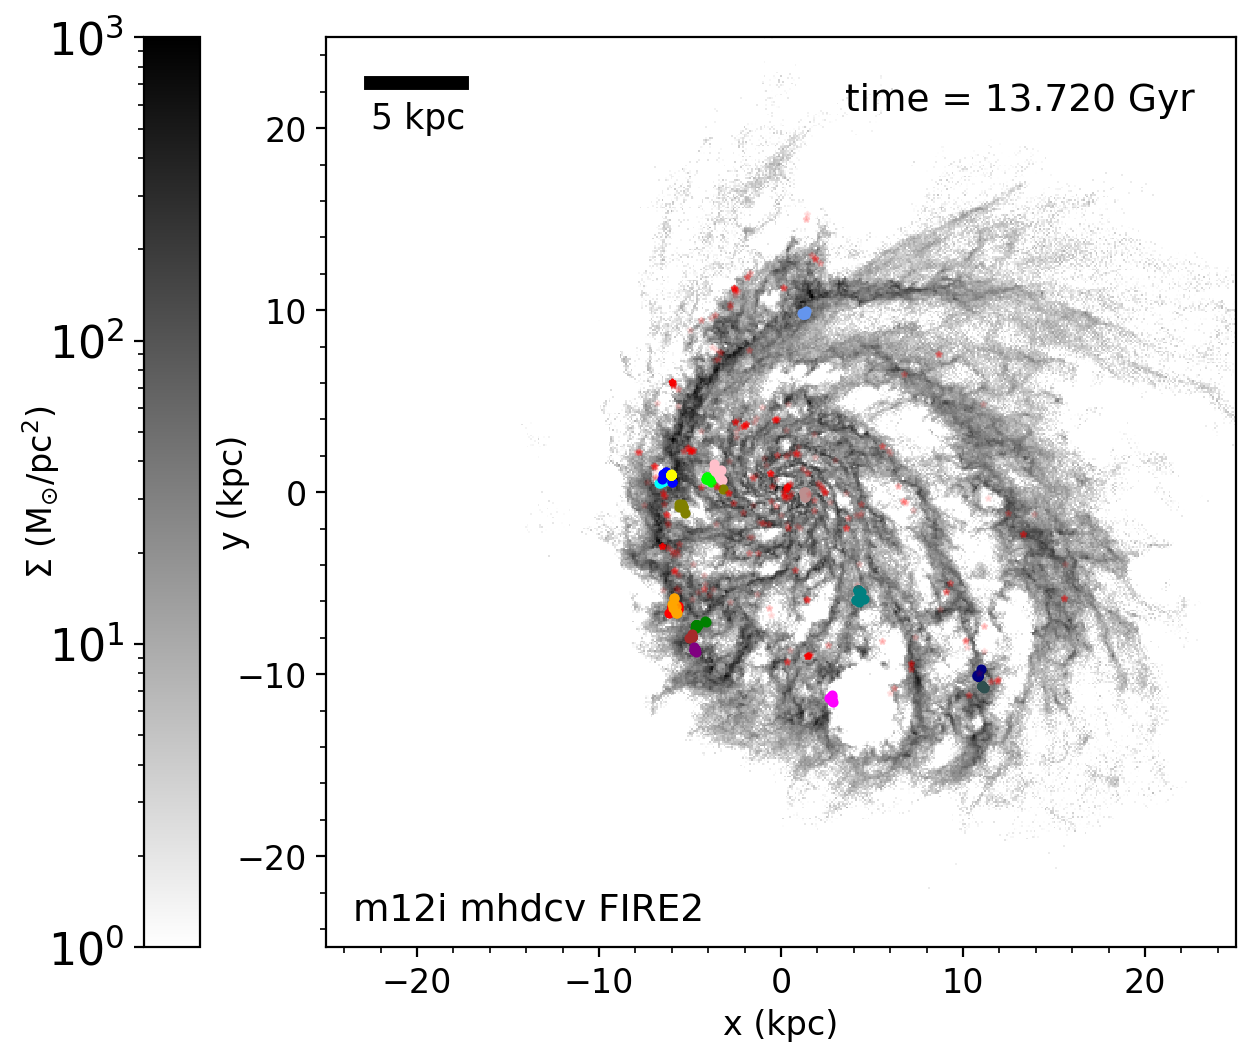 10³
10²
10¹
10⁰
Σ (M☉/pc²)
y (kpc)
20
10
0
−10
−20
5 kpc
time = 13.720 Gyr
m12i mhdcv FIRE2
−20 −10 0 10 20
x (kpc)